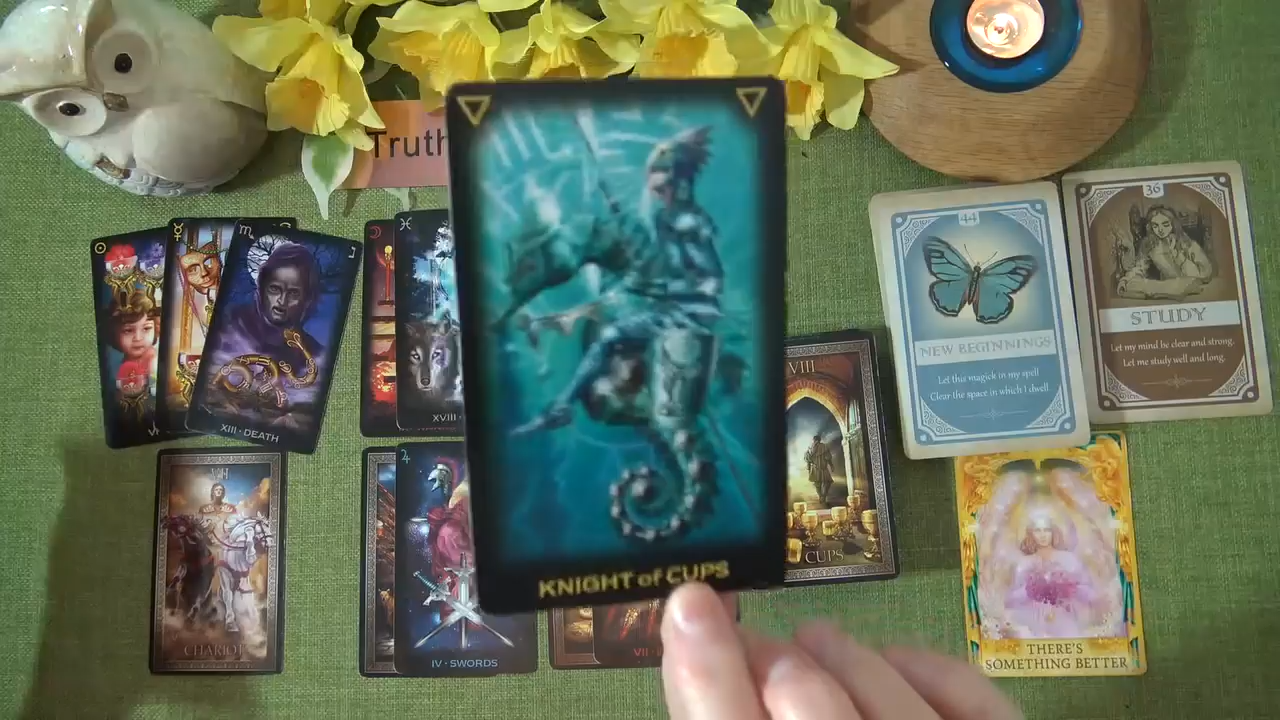 Truth
44
NEW BEGINNINGS
Let this magick in my spell
Clear the space in which I dwell
36
STUDY
Let my mind be clear and strong.
Let me study well and long.
XIII · DEATH
XVIII ·
VIII
CUPS
KNIGHT of CUPS
VII
CHARIOT
IV · SWORDS
VII ·
THERE'S
SOMETHING BETTER